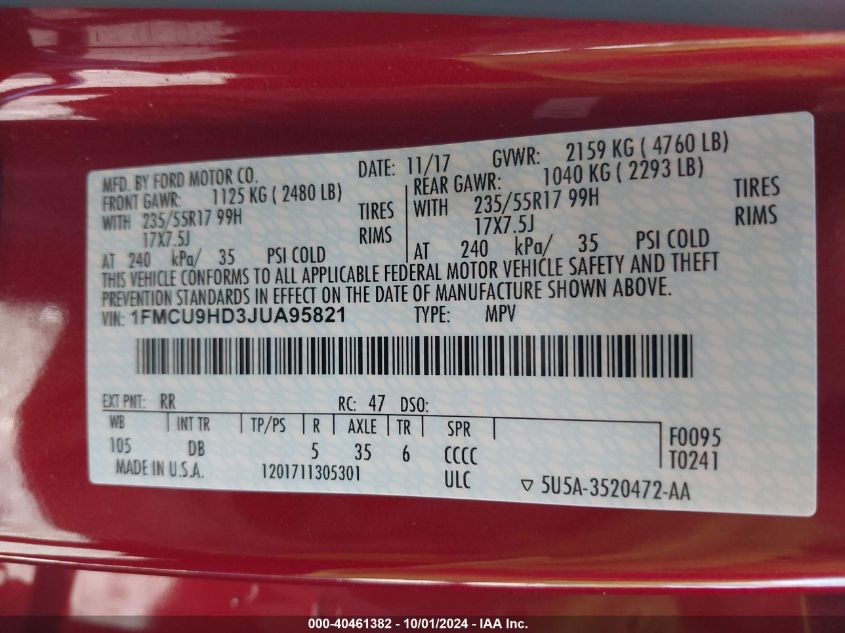 MFD. BY FORD MOTOR CO. DATE: 11/17 GVWR: 2159 KG ( 4760 LB)
FRONT GAWR: 1125 KG ( 2480 LB) REAR GAWR: 1040 KG ( 2293 LB)
WITH 235/55R17 99H TIRES WITH 235/55R17 99H TIRES
17X7.5J RIMS 17X7.5J RIMS
AT 240 kPa/ 35 PSI COLD AT 240 kPa/ 35 PSI COLD
THIS VEHICLE CONFORMS TO ALL APPLICABLE FEDERAL MOTOR VEHICLE SAFETY AND THEFT
PREVENTION STANDARDS IN EFFECT ON THE DATE OF MANUFACTURE SHOWN ABOVE.
VIN: 1FMCU9HD3JUA95821 TYPE: MPV
EXT PNT: RR RC: 47 DSO:
WB INT TR TP/PS R AXLE TR SPR F0095
105 DB 5 35 6 CCCC T0241
MADE IN U.S.A. 1201711305301 ULC ▽ 5U5A-3520472-AA
000-40461382 - 10/01/2024 - IAA Inc.